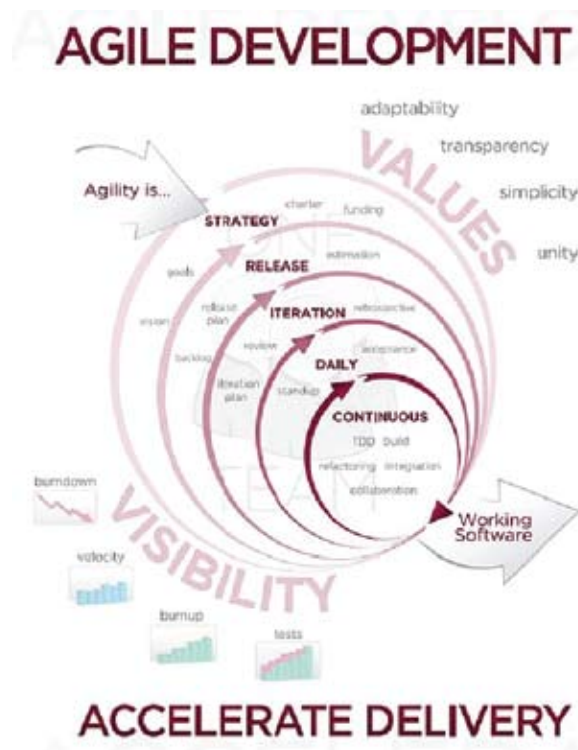 AGILE DEVELOPMENT
adaptability
VALUES
transparency
Agility is...
simplicity
charter
funding
STRATEGY
ONE
unity
estimation
goals
RELEASE
release
plan
retrospective
vision
ITERATION
review
acceptance
backlog
DAILY
iteration
plan
standup
CONTINUOUS
TDD build
refactoring integration
TEAM
collaboration
burndown
VISIBILITY
Working
Software
velocity
burnup
tests
ACCELERATE DELIVERY